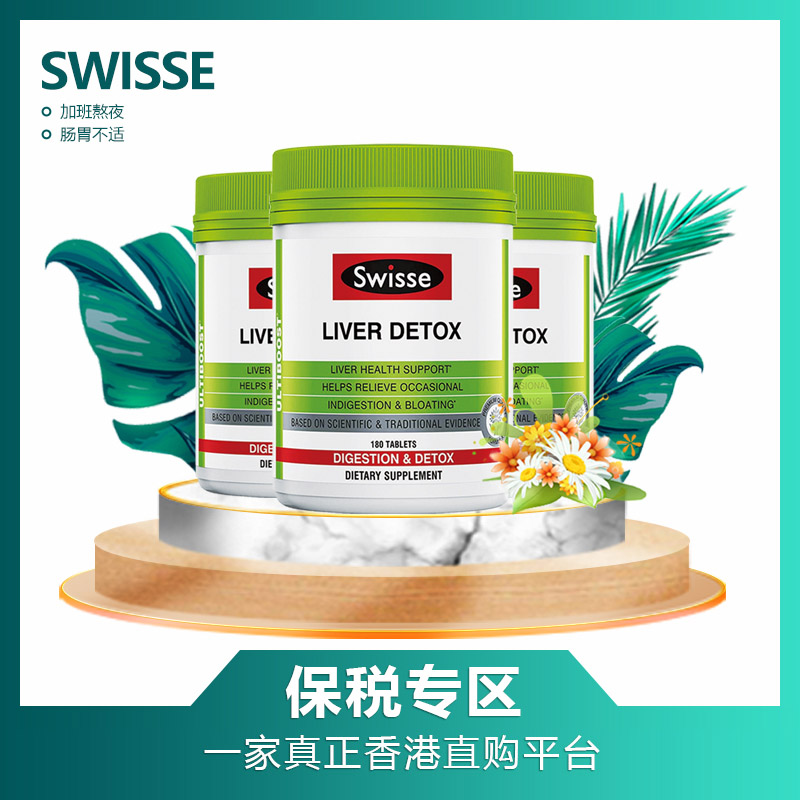 SWISSE
加班熬夜
肠胃不适
Swisse
LIVER DETOX
LIVER HEALTH SUPPORT*
HELPS RELIEVE OCCASIONAL
INDIGESTION & BLOATING*
BASED ON SCIENTIFIC & TRADITIONAL EVIDENCE
180 TABLETS
DIGESTION & DETOX
DIETARY SUPPLEMENT
ULTIBOOST
ULTIBOOST
保税专区
一家真正香港直购平台